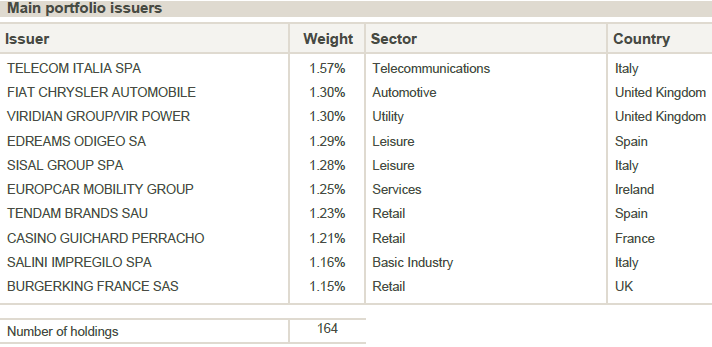 Main portfolio issuers
Issuer Weight Sector Country
TELECOM ITALIA SPA 1.57% Telecommunications Italy
FIAT CHRYSLER AUTOMOBILE 1.30% Automotive United Kingdom
VIRIDIAN GROUP/VIR POWER 1.30% Utility United Kingdom
EDREAMS ODIGEO SA 1.29% Leisure Spain
SISAL GROUP SPA 1.28% Leisure Italy
EUROPCAR MOBILITY GROUP 1.25% Services Ireland
TENDAM BRANDS SAU 1.23% Retail Spain
CASINO GUICHARD PERRACHO 1.21% Retail France
SALINI IMPREGILO SPA 1.16% Basic Industry Italy
BURGERKING FRANCE SAS 1.15% Retail UK
Number of holdings 164